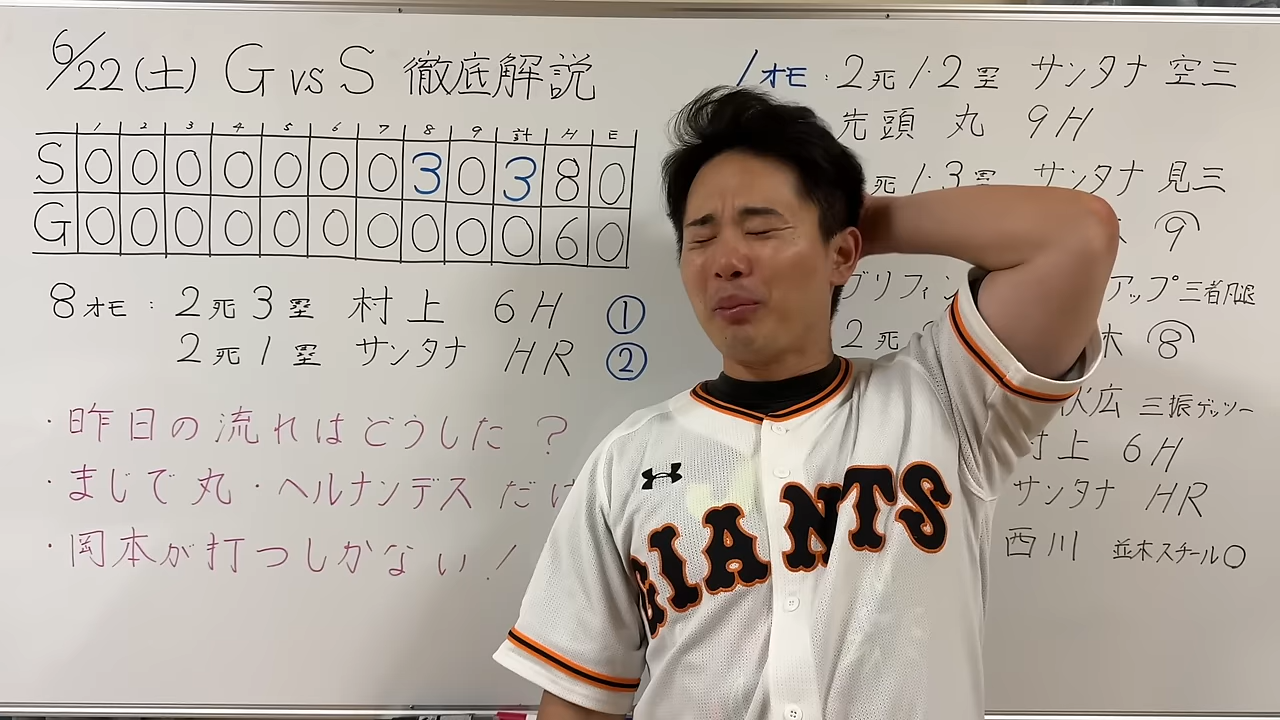 6/22(土) G vs S 徹底解説
1 2 3 4 5 6 7 8 9 計 H E
S 0 0 0 0 0 0 0 3 0 3 8 0
G 0 0 0 0 0 0 0 0 0 0 6 0
8オモ: 2死3塁 村上 6H ①
2死1塁 サンタナ HR ②
・昨日の流れはどうした?
・まじで丸・ヘルナンデス だけ
・岡本が打つしかない!
1オモ: 2死1・2塁 サンタナ 空三
先頭 丸 9H
死1・3塁 サンタナ 見三
⑨
グリフィン アップ 三者凡退
2死 木 ⑧
広 三振ゲッツー
村上 6H
サンタナ HR
西川 並木スチール○
GIANTS